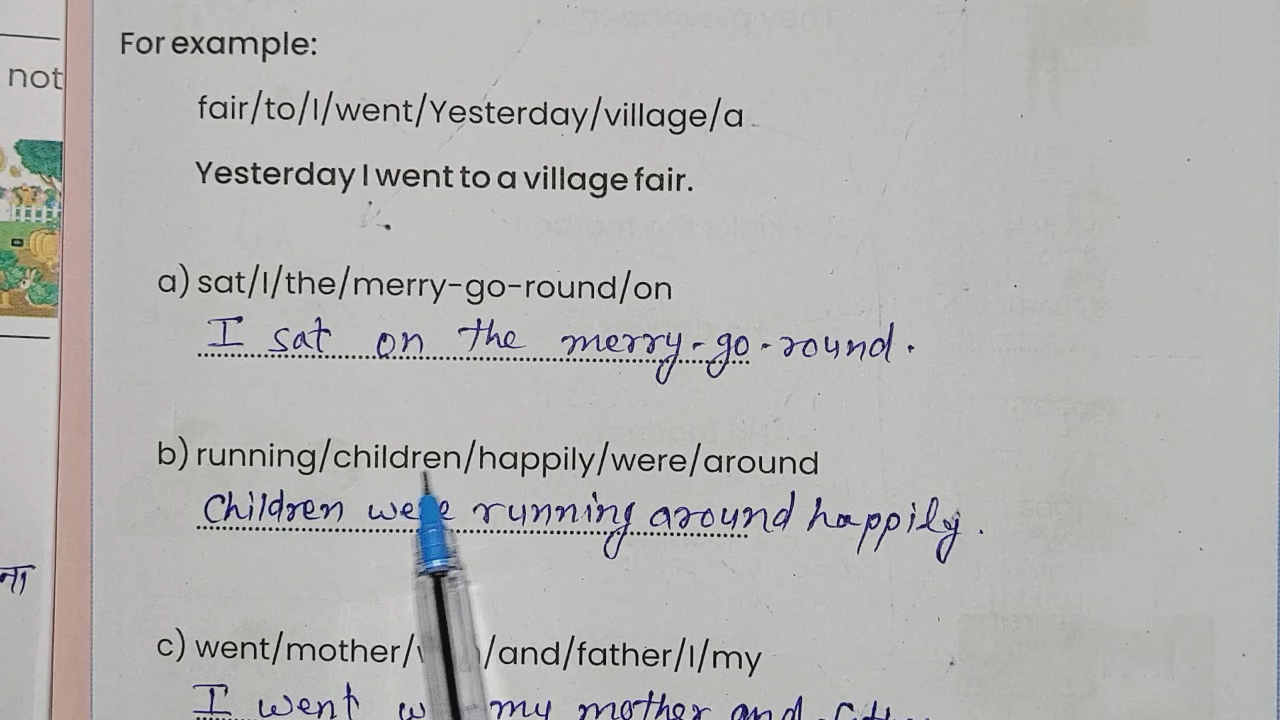 not
For example:
fair/to/I/went/Yesterday/village/a
Yesterday I went to a village fair.
a) sat/I/the/merry-go-round/on
I sat on the merry-go-round.
b) running/children/happily/were/around
Children were running around happily.
ना
c) went/mother/ /and/father/I/my
I went my mother and